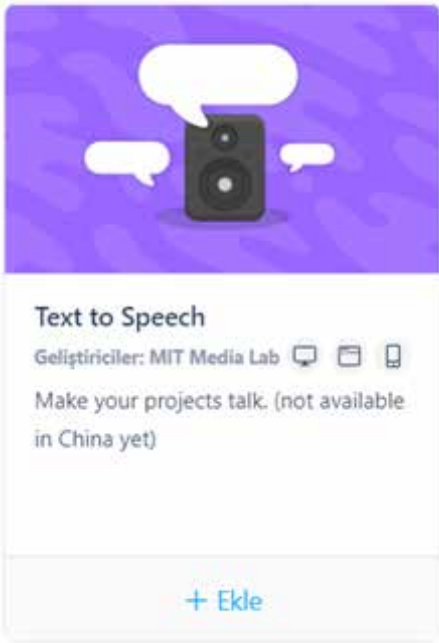 Text to Speech
Geliştiriciler: MIT Media Lab
Make your projects talk. (not available
in China yet)
+ Ekle